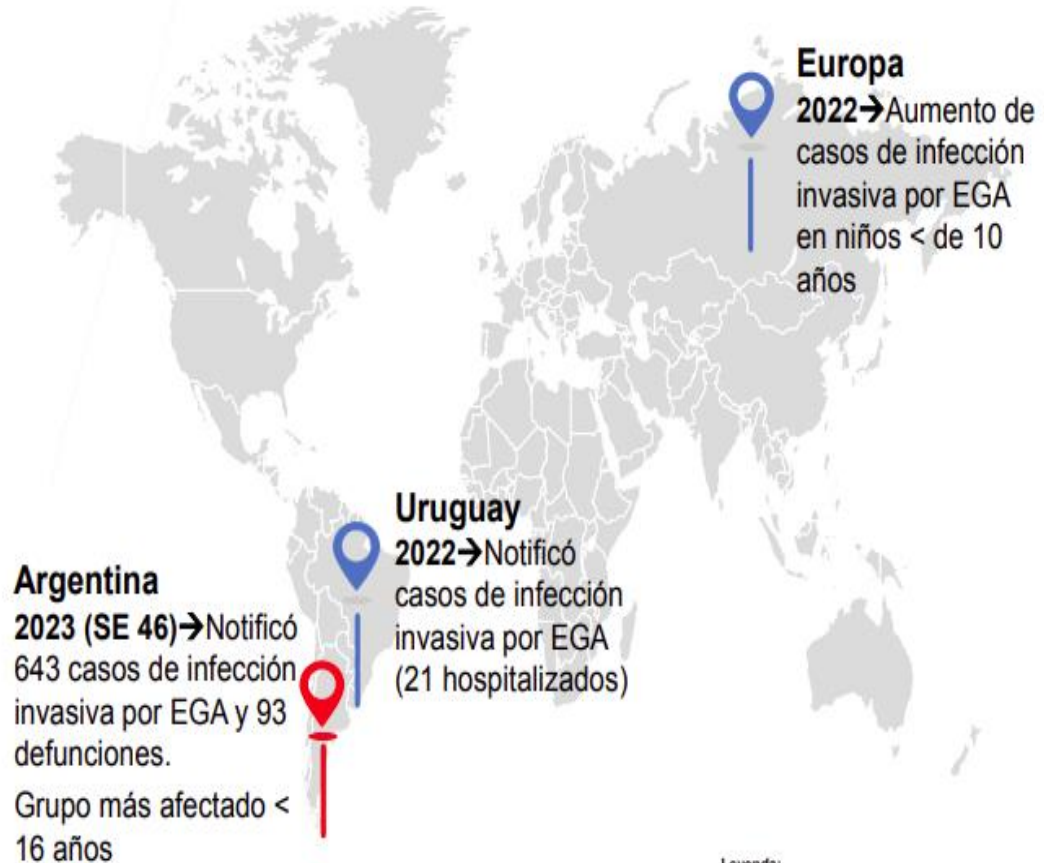 Europa
2022→Aumento de
casos de infección
invasiva por EGA
en niños < de 10
años
Uruguay
2022→Notificó
casos de infección
invasiva por EGA
(21 hospitalizados)
Argentina
2023 (SE 46)→Notificó
643 casos de infección
invasiva por EGA y 93
defunciones.
Grupo más afectado <
16 años